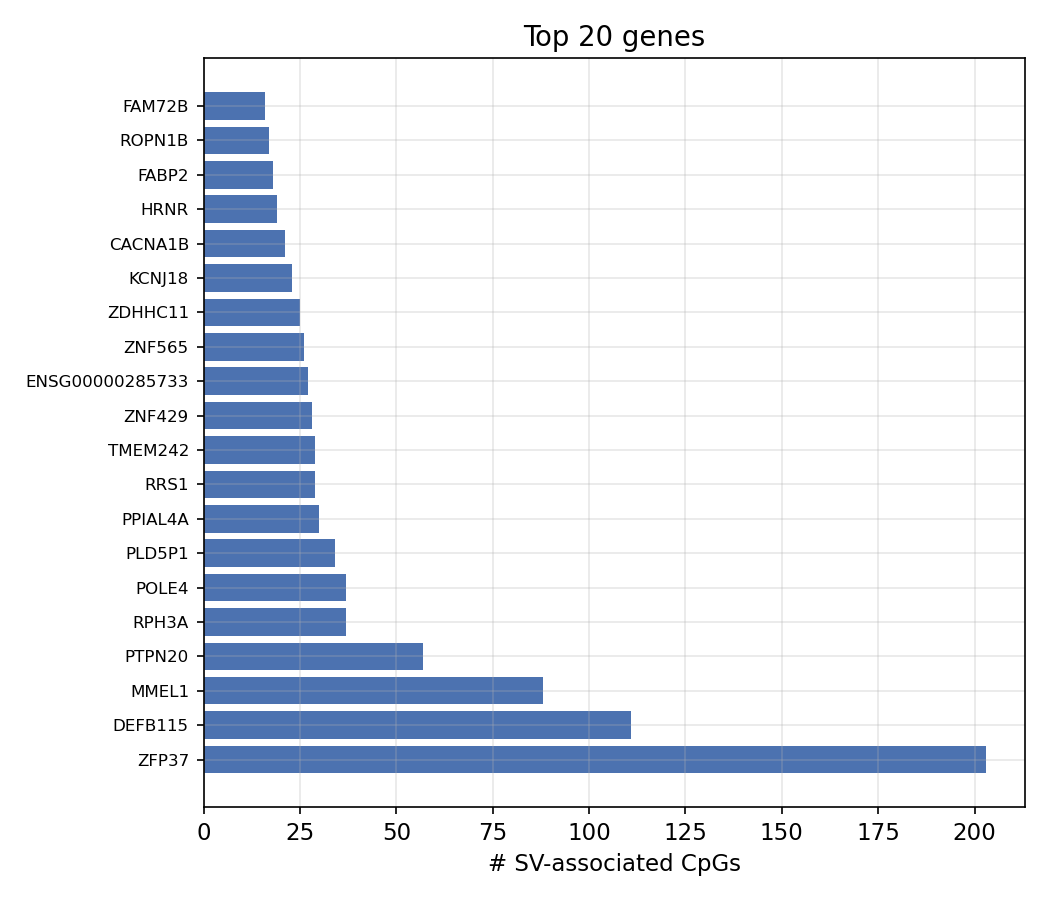 Top 20 genes
FAM72B
ROPN1B
FABP2
HRNR
CACNA1B
KCNJ18
ZDHHC11
ZNF565
ENSG00000285733
ZNF429
TMEM242
RRS1
PPIAL4A
PLD5P1
POLE4
RPH3A
PTPN20
MMEL1
DEFB115
ZFP37
0 25 50 75 100 125 150 175 200
# SV-associated CpGs